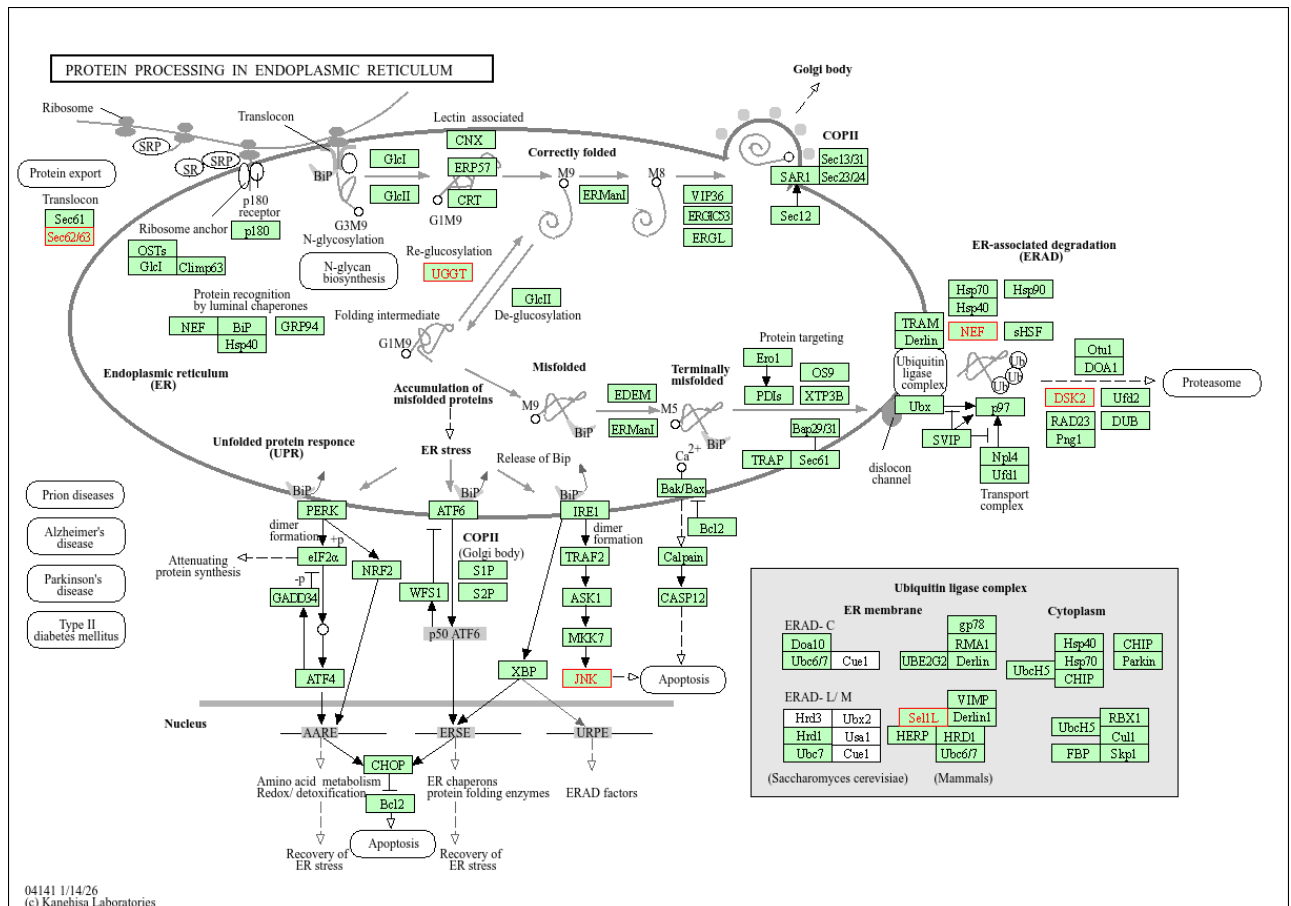 PROTEIN PROCESSING IN ENDOPLASMIC RETICULUM
Golgi body
Ribosome
Translocon
Lectin associated
CNX
COPII
SRP
SR
SRP
BiP
GlcI
ERP57
Correctly folded
Sec13/31
SAR1
Sec23/24
Protein export
GlcII
CRT
M9
M8
ERManI
VIP36
Translocon
p180
receptor
G3M9
G1M9
ERGIC53
Sec12
Sec61
Ribosome anchor
p180
N-glycosylation
ERGL
Sec62/63
OSTs
GlcI
Climp63
N-glycan
biosynthesis
Re-glucosylation
UGGT
ER-associated degradation
(ERAD)
Protein recognition
by luminal chaperones
GlcII
De-glucosylation
Hsp70
Hsp90
Hsp40
NEF
BiP
GRP94
Hsp40
Folding intermediate
G1M9
TRAM
NEF
sHSF
Derlin
Protein targeting
Ubiquitin
ligase
complex
Ub
Ub
Ub
Ub
Otu1
DOA1
Endoplasmic reticulum
(ER)
Misfolded
Terminally
misfolded
Ero1
OS9
Proteasome
Accumulation of
misfolded proteins
EDEM
PDIs
XTP3B
M9
M5
Ubx
p97
DSK2
Ufd2
BiP
ERManI
BiP
Bap29/31
SVIP
RAD23
DUB
Png1
Unfolded protein responce
(UPR)
ER stress
Release of Bip
Ca2+
TRAP
Sec61
dislocon
channel
Npl4
Ufd1
Transport
complex
Prion diseases
BiP
BiP
BiP
Bak/Bax
PERK
ATF6
IRE1
Alzheimer's
disease
dimer
formation
+p
COPII
(Golgi body)
dimer
formation
Bcl2
Attenuating
protein synthesis
eIF2α
TRAF2
Calpain
Parkinson's
disease
-p
NRF2
S1P
GADD34
WFS1
S2P
ASK1
CASP12
Type II
diabetes mellitus
p50 ATF6
MKK7
ATF4
XBP
JNK
Apoptosis
Nucleus
AARE
ERSE
URPE
CHOP
Amino acid metabolism
Redox/ detoxification
ER chaperons
protein folding enzymes
ERAD factors
Bcl2
Apoptosis
Recovery of
ER stress
Recovery of
ER stress
Ubiquitin ligase complex
ER membrane
Cytoplasm
ERAD- C
gp78
Doa10
RMA1
Hsp40
CHIP
Ubc6/7
Cue1
UBE2G2
Derlin
UbcH5
Hsp70
Parkin
CHIP
ERAD- L/ M
VIMP
Hrd3
Ubx2
Sel1L
Derlin1
UbcH5
RBX1
Hrd1
Usa1
HERP
HRD1
Cul1
Ubc7
Cue1
Ubc6/7
FBP
Skp1
(Saccharomyces cerevisiae)
(Mammals)
04141 1/14/26
(c) Kanehisa Laboratories